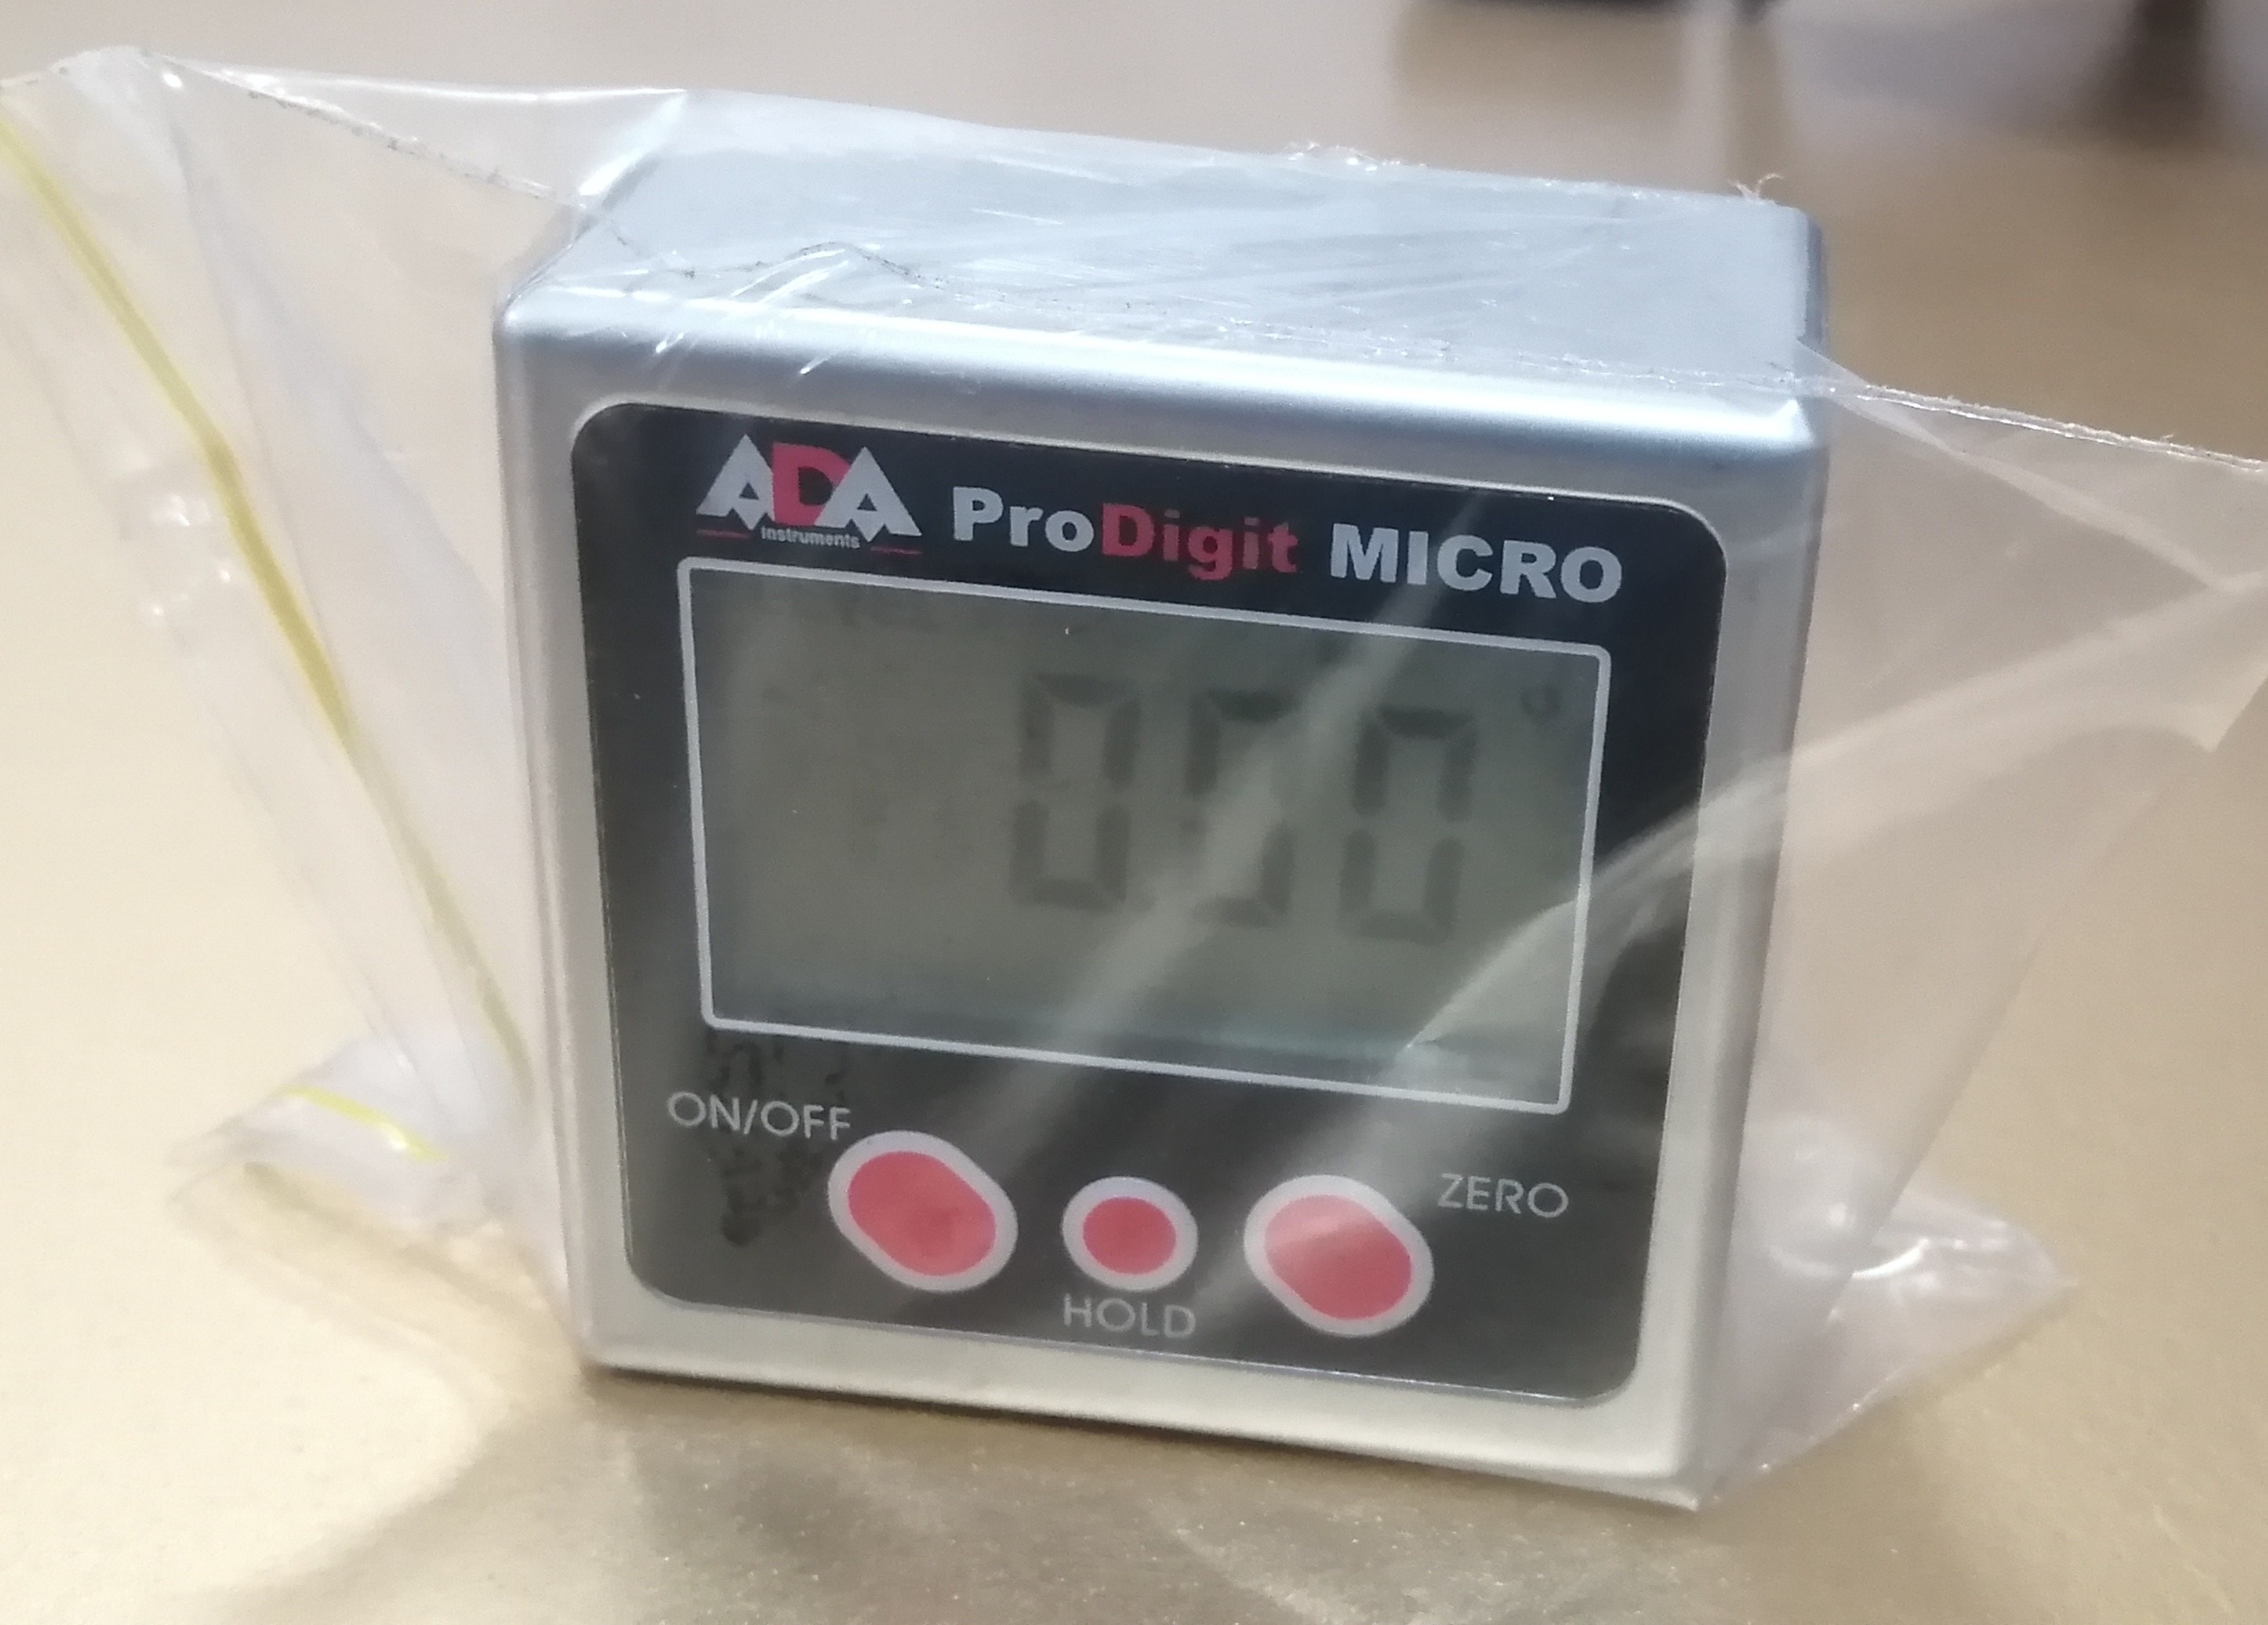 ADA ProDigit MICRO
instruments
ON/OFF
ZERO
HOLD